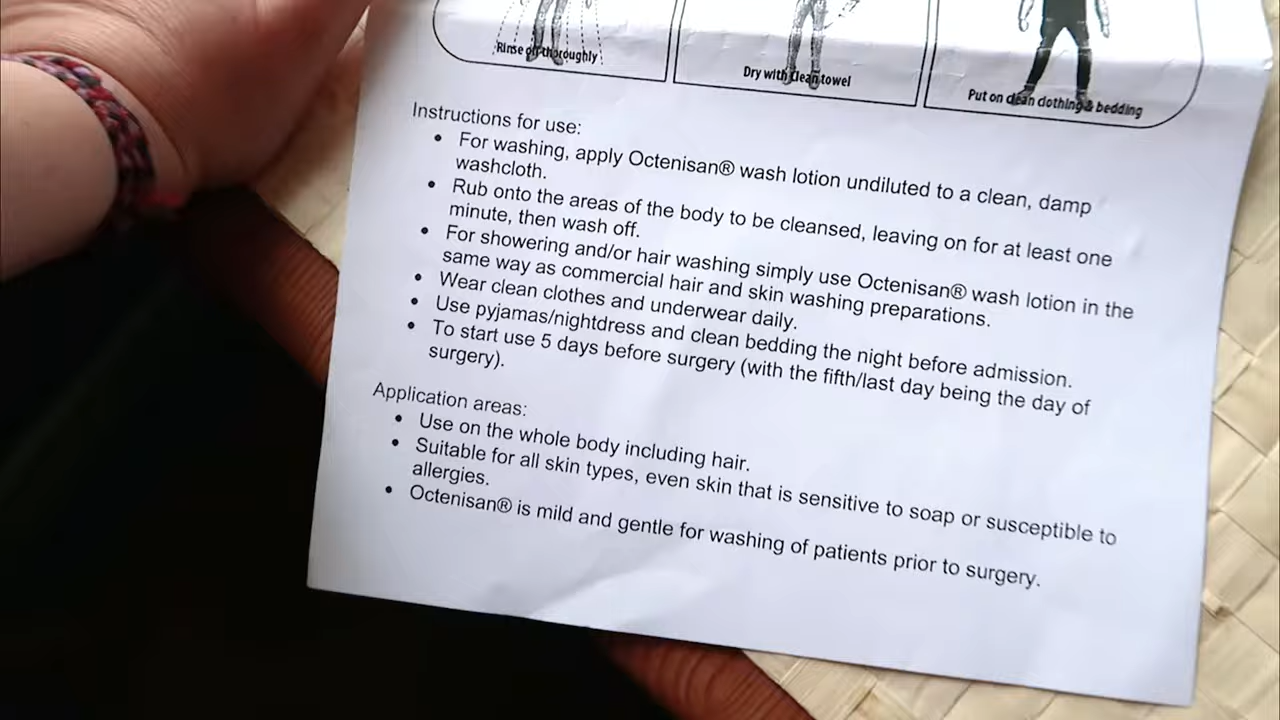 Rinse off thoroughly
Dry with clean towel
Put on clean clothing & bedding
Instructions for use:
• For washing, apply Octenisan® wash lotion undiluted to a clean, damp
washcloth.
• Rub onto the areas of the body to be cleansed, leaving on for at least one
minute, then wash off.
• For showering and/or hair washing simply use Octenisan® wash lotion in the
same way as commercial hair and skin washing preparations.
• Wear clean clothes and underwear daily.
• Use pyjamas/nightdress and clean bedding the night before admission.
• To start use 5 days before surgery (with the fifth/last day being the day of
surgery).
Application areas:
• Use on the whole body including hair.
• Suitable for all skin types, even skin that is sensitive to soap or susceptible to
allergies.
• Octenisan® is mild and gentle for washing of patients prior to surgery.